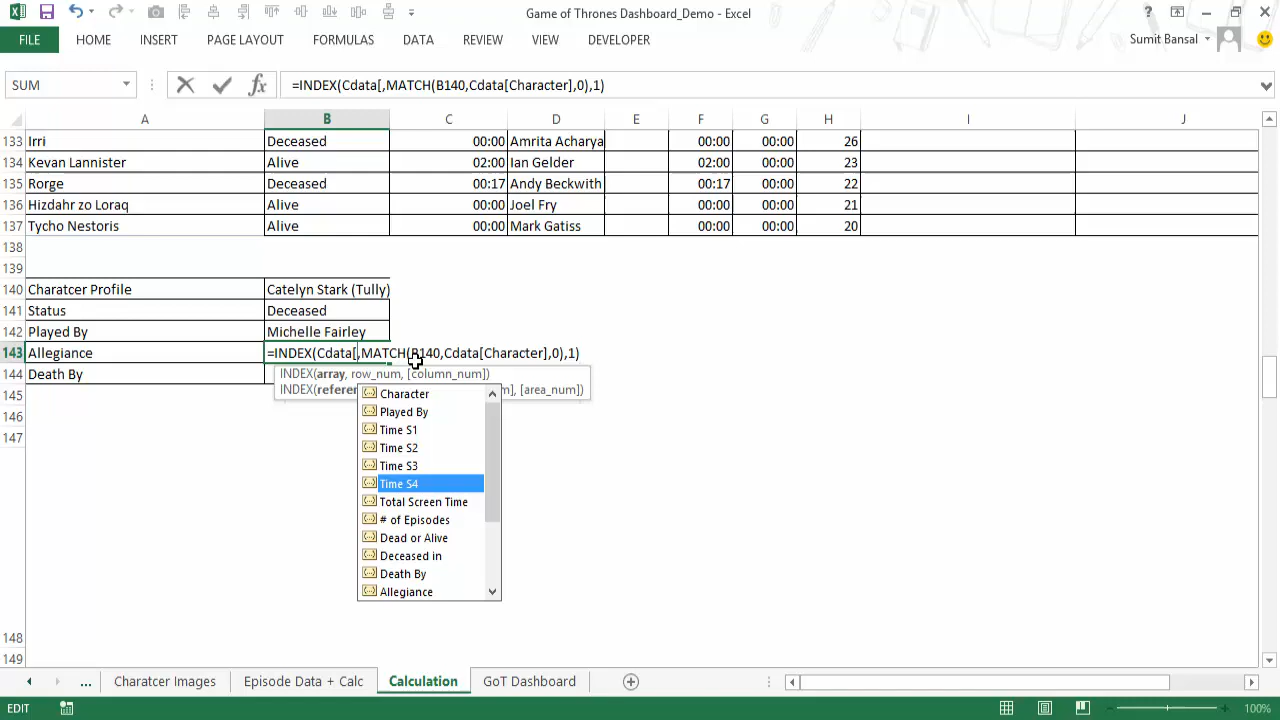 Game of Thrones Dashboard_Demo - Excel
FILE HOME INSERT PAGE LAYOUT FORMULAS DATA REVIEW VIEW DEVELOPER Sumit Bansal
SUM =INDEX(Cdata[,MATCH(B140,Cdata[Character],0),1)
A B C D E F G H I J
133 Irri Deceased 00:00 Amrita Acharya 00:00 00:00 26
134 Kevan Lannister Alive 02:00 Ian Gelder 02:00 00:00 23
135 Rorge Deceased 00:17 Andy Beckwith 00:17 00:00 22
136 Hizdahr zo Loraq Alive 00:00 Joel Fry 00:00 00:00 21
137 Tycho Nestoris Alive 00:00 Mark Gatiss 00:00 00:00 20
138
139
140 Charatcer Profile Catelyn Stark (Tully)
141 Status Deceased
142 Played By Michelle Fairley
143 Allegiance =INDEX(Cdata[,MATCH(B140,Cdata[Character],0),1)
INDEX(array, row_num, [column_num])
144 Death By INDEX(referen m], [area_num])
145 Character
146 Played By
Time S1
147 Time S2
Time S3
Time S4
Total Screen Time
# of Episodes
Dead or Alive
Deceased in
Death By
Allegiance
148
149
... Charatcer Images Episode Data + Calc Calculation GoT Dashboard
EDIT 100%